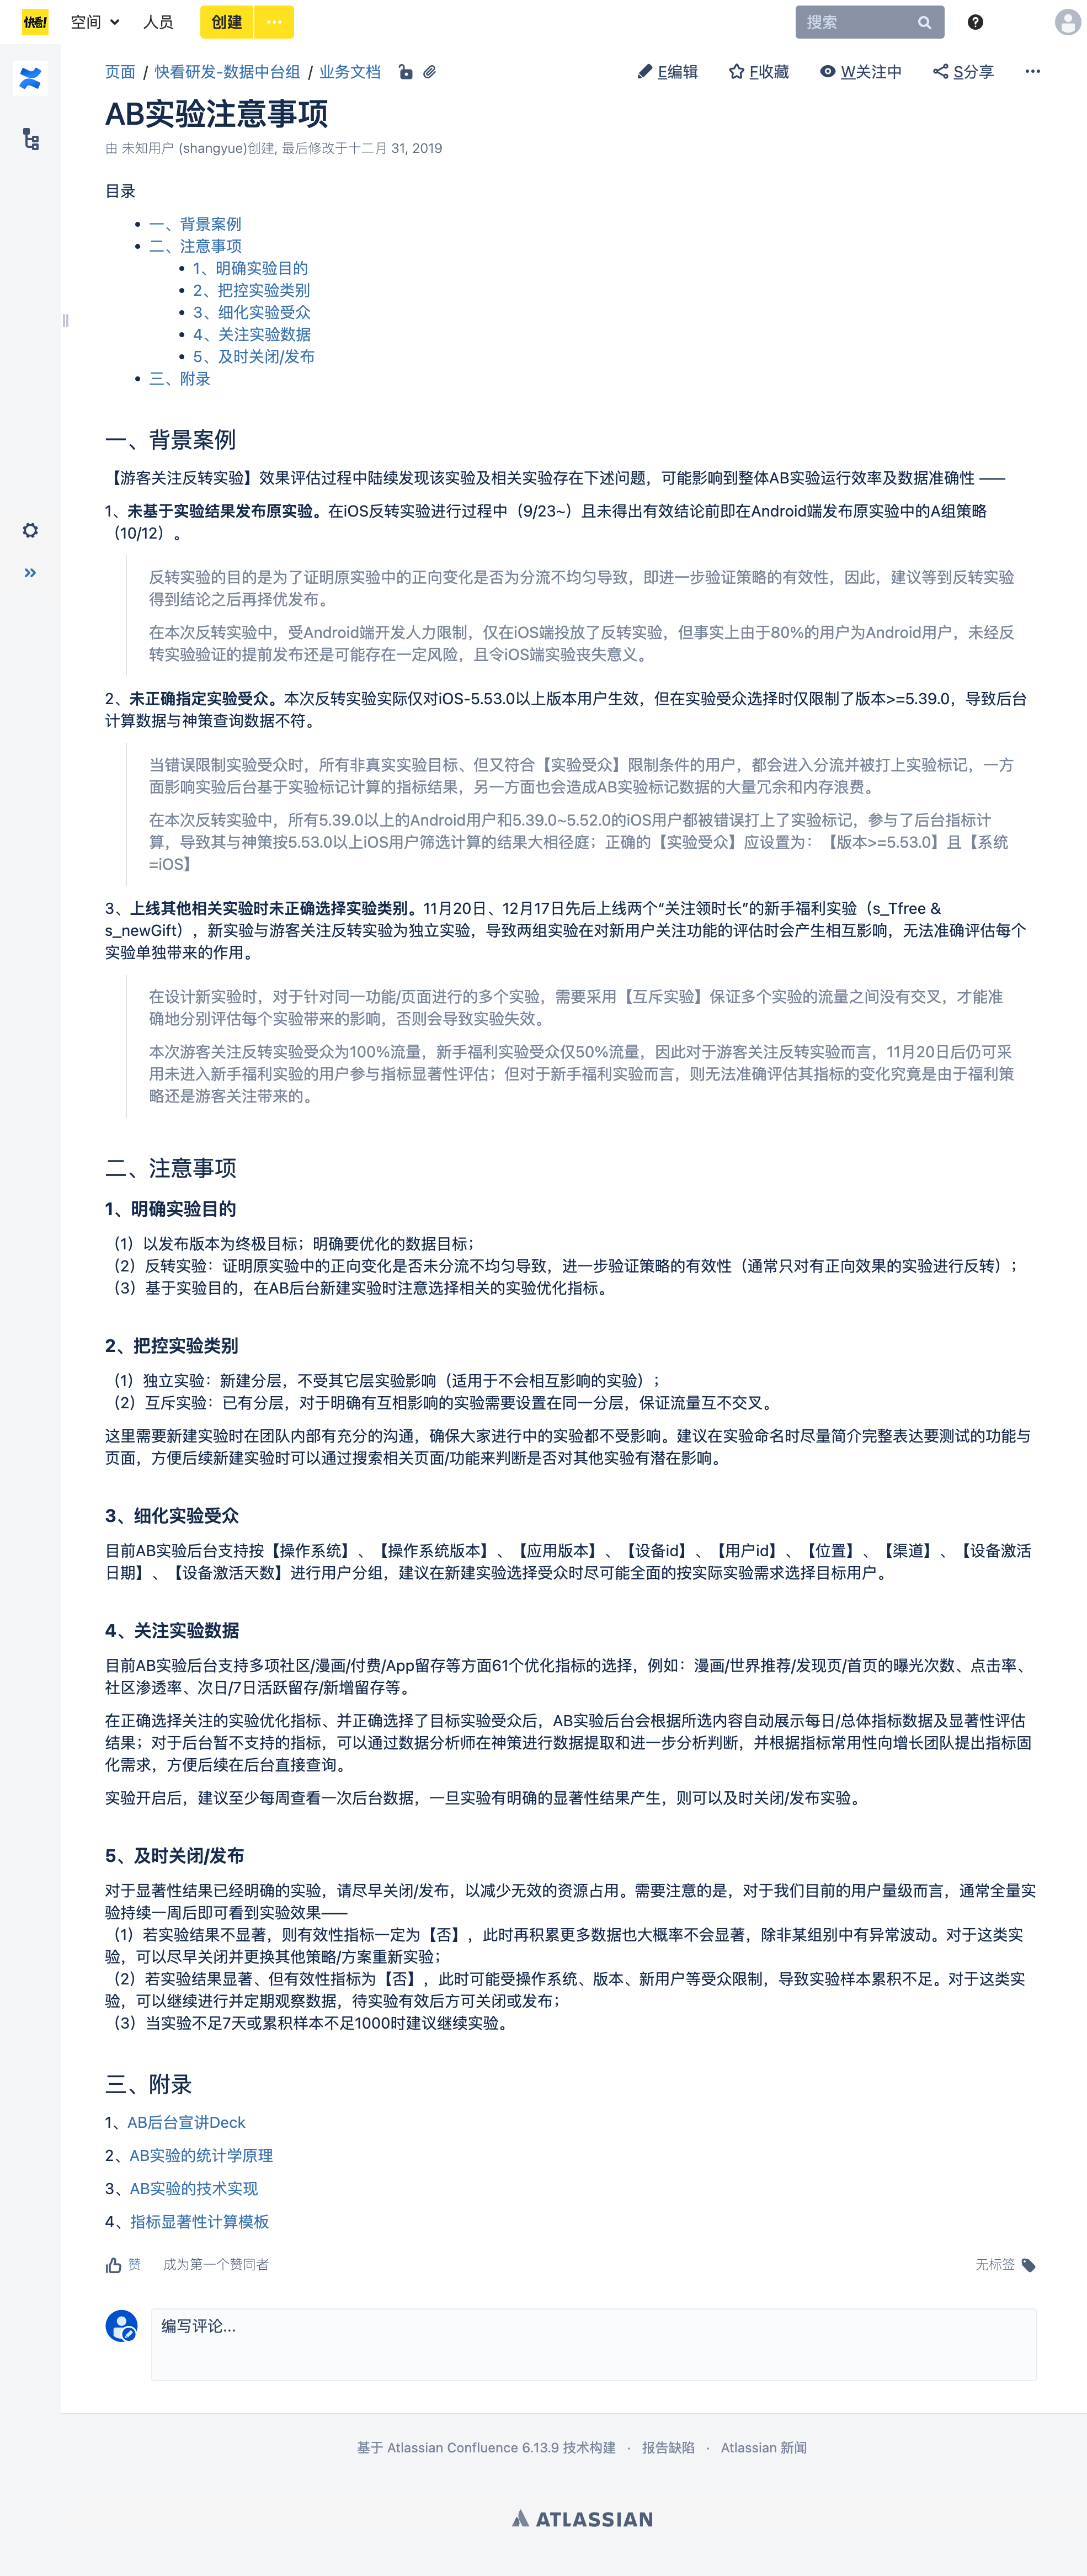 快看!
空间
人员
创建
搜索
页面 / 快看研发-数据中台组 / 业务文档
E编辑
F收藏
W关注中
S分享
AB实验注意事项
由 未知用户 (shangyue)创建, 最后修改于十二月 31, 2019
目录
一、背景案例
二、注意事项
1、明确实验目的
2、把控实验类别
3、细化实验受众
4、关注实验数据
5、及时关闭/发布
三、附录
一、背景案例
【游客关注反转实验】效果评估过程中陆续发现该实验及相关实验存在下述问题，可能影响到整体AB实验运行效率及数据准确性 ——
1、未基于实验结果发布原实验。在iOS反转实验进行过程中（9/23~）且未得出有效结论前即在Android端发布原实验中的A组策略
（10/12）。
反转实验的目的是为了证明原实验中的正向变化是否为分流不均匀导致，即进一步验证策略的有效性，因此，建议等到反转实验
得到结论之后再择优发布。
在本次反转实验中，受Android端开发人力限制，仅在iOS端投放了反转实验，但事实上由于80%的用户为Android用户，未经反
转实验验证的提前发布还是可能存在一定风险，且令iOS端实验丧失意义。
2、未正确指定实验受众。本次反转实验实际仅对iOS-5.53.0以上版本用户生效，但在实验受众选择时仅限制了版本>=5.39.0，导致后台
计算数据与神策查询数据不符。
当错误限制实验受众时，所有非真实实验目标、但又符合【实验受众】限制条件的用户，都会进入分流并被打上实验标记，一方
面影响实验后台基于实验标记计算的指标结果，另一方面也会造成AB实验标记数据的大量冗余和内存浪费。
在本次反转实验中，所有5.39.0以上的Android用户和5.39.0~5.52.0的iOS用户都被错误打上了实验标记，参与了后台指标计
算，导致其与神策按5.53.0以上iOS用户筛选计算的结果大相径庭；正确的【实验受众】应设置为：【版本>=5.53.0】且【系统
=iOS】
3、上线其他相关实验时未正确选择实验类别。11月20日、12月17日先后上线两个“关注领时长”的新手福利实验（s_Tfree &
s_newGift），新实验与游客关注反转实验为独立实验，导致两组实验在对新用户关注功能的评估时会产生相互影响，无法准确评估每个
实验单独带来的作用。
在设计新实验时，对于针对同一功能/页面进行的多个实验，需要采用【互斥实验】保证多个实验的流量之间没有交叉，才能准
确地分别评估每个实验带来的影响，否则会导致实验失效。
本次游客关注反转实验受众为100%流量，新手福利实验受众仅50%流量，因此对于游客关注反转实验而言，11月20日后仍可采
用未进入新手福利实验的用户参与指标显著性评估；但对于新手福利实验而言，则无法准确评估其指标的变化究竟是由于福利策
略还是游客关注带来的。
二、注意事项
1、明确实验目的
（1）以发布版本为终极目标；明确要优化的数据目标；
（2）反转实验：证明原实验中的正向变化是否未分流不均匀导致，进一步验证策略的有效性（通常只对有正向效果的实验进行反转）；
（3）基于实验目的，在AB后台新建实验时注意选择相关的实验优化指标。
2、把控实验类别
（1）独立实验：新建分层，不受其它层实验影响（适用于不会相互影响的实验）；
（2）互斥实验：已有分层，对于明确有互相影响的实验需要设置在同一分层，保证流量互不交叉。
这里需要新建实验时在团队内部有充分的沟通，确保大家进行中的实验都不受影响。建议在实验命名时尽量简介完整表达要测试的功能与
页面，方便后续新建实验时可以通过搜索相关页面/功能来判断是否对其他实验有潜在影响。
3、细化实验受众
目前AB实验后台支持按【操作系统】、【操作系统版本】、【应用版本】、【设备id】、【用户id】、【位置】、【渠道】、【设备激活
日期】、【设备激活天数】进行用户分组，建议在新建实验选择受众时尽可能全面的按实际实验需求选择目标用户。
4、关注实验数据
目前AB实验后台支持多项社区/漫画/付费/App留存等方面61个优化指标的选择，例如：漫画/世界推荐/发现页/首页的曝光次数、点击率、
社区渗透率、次日/7日活跃留存/新增留存等。
在正确选择关注的实验优化指标、并正确选择了目标实验受众后，AB实验后台会根据所选内容自动展示每日/总体指标数据及显著性评估
结果；对于后台暂不支持的指标，可以通过数据分析师在神策进行数据提取和进一步分析判断，并根据指标常用性向增长团队提出指标固
化需求，方便后续在后台直接查询。
实验开启后，建议至少每周查看一次后台数据，一旦实验有明确的显著性结果产生，则可以及时关闭/发布实验。
5、及时关闭/发布
对于显著性结果已经明确的实验，请尽早关闭/发布，以减少无效的资源占用。需要注意的是，对于我们目前的用户量级而言，通常全量实
验持续一周后即可看到实验效果——
（1）若实验结果不显著，则有效性指标一定为【否】，此时再积累更多数据也大概率不会显著，除非某组别中有异常波动。对于这类实
验，可以尽早关闭并更换其他策略/方案重新实验；
（2）若实验结果显著、但有效性指标为【否】，此时可能受操作系统、版本、新用户等受众限制，导致实验样本累积不足。对于这类实
验，可以继续进行并定期观察数据，待实验有效后方可关闭或发布；
（3）当实验不足7天或累积样本不足1000时建议继续实验。
三、附录
1、AB后台宣讲Deck
2、AB实验的统计学原理
3、AB实验的技术实现
4、指标显著性计算模板
赞 成为第一个赞同者
无标签
编写评论...
基于 Atlassian Confluence 6.13.9 技术构建 · 报告缺陷 · Atlassian 新闻
ATLASSIAN